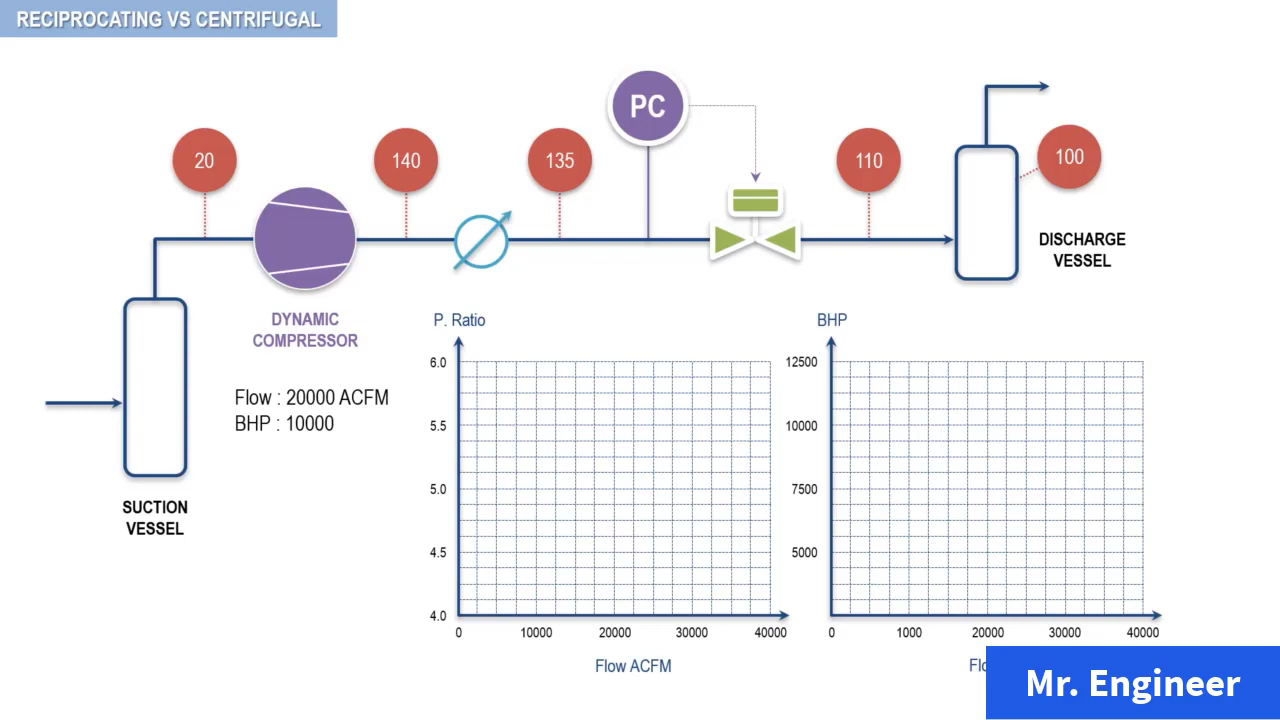 RECIPROCATING VS CENTRIFUGAL
PC
20
140
135
110
100
DISCHARGE
VESSEL
DYNAMIC
COMPRESSOR
Flow : 20000 ACFM
BHP : 10000
SUCTION
VESSEL
P. Ratio
6.0
5.5
5.0
4.5
4.0
0
10000
20000
30000
40000
Flow ACFM
BHP
12500
10000
7500
5000
0
1000
20000
30000
40000
Mr. Engineer